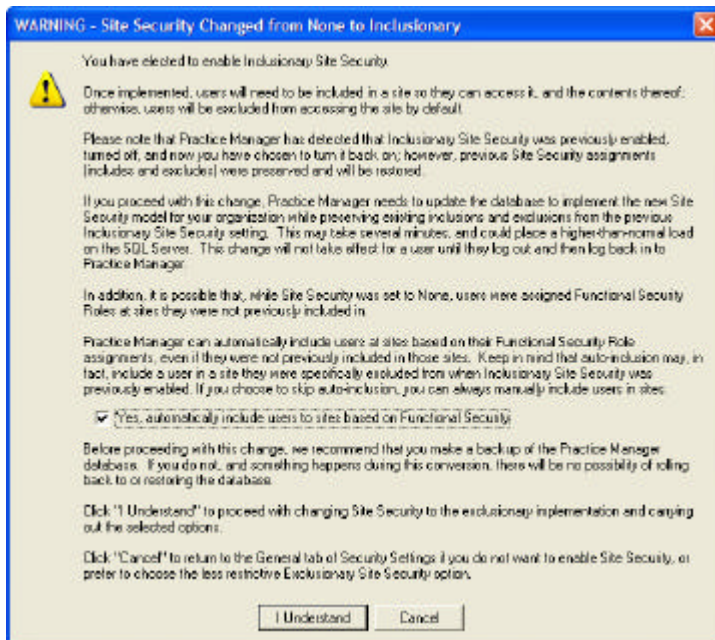 WARNING - Site Security Changed from None to Inclusionary
You have elected to enable Inclusionary Site Security.
Once implemented, users will need to be included in a site so they can access it, and the contents thereof;
otherwise, users will be excluded from accessing the site by default.
Please note that Practice Manager has detected that Inclusionary Site Security was previously enabled,
turned off, and now you have chosen to turn it back on; however, previous Site Security assignments
(includes and excludes) were preserved and will be restored.
If you proceed with this change, Practice Manager needs to update the database to implement the new Site
Security model for your organization while preserving existing inclusions and exclusions from the previous
Inclusionary Site Security setting. This may take several minutes, and could place a higher-than-normal load
on the SQL Server. This change will not take effect for a user until they log out and then log back in to
Practice Manager.
In addition, it is possible that, while Site Security was set to None, users were assigned Functional Security
Roles at sites they were not previously included in.
Practice Manager can automatically include users at sites based on their Functional Security Role
assignments, even if they were not previously included in those sites. Keep in mind that auto-inclusion may, in
fact, include a user in a site they were specifically excluded from when Inclusionary Site Security was
previously enabled. If you choose to skip auto-inclusion, you can always manually include users in sites.
Yes, automatically include users to sites based on Functional Security
Before proceeding with this change, we recommend that you make a backup of the Practice Manager
database. If you do not, and something happens during this conversion, there will be no possiblity of rolling
back to or restoring the database.
Click "I Understand" to proceed with changing Site Security to the exclusionary implementation and carrying
out the selected options.
Click "Cancel" to return to the General tab of Security Settings if you do not want to enable Site Security, or
prefer to choose the less restrictive Exclusionary Site Security option.
I Understand
Cancel